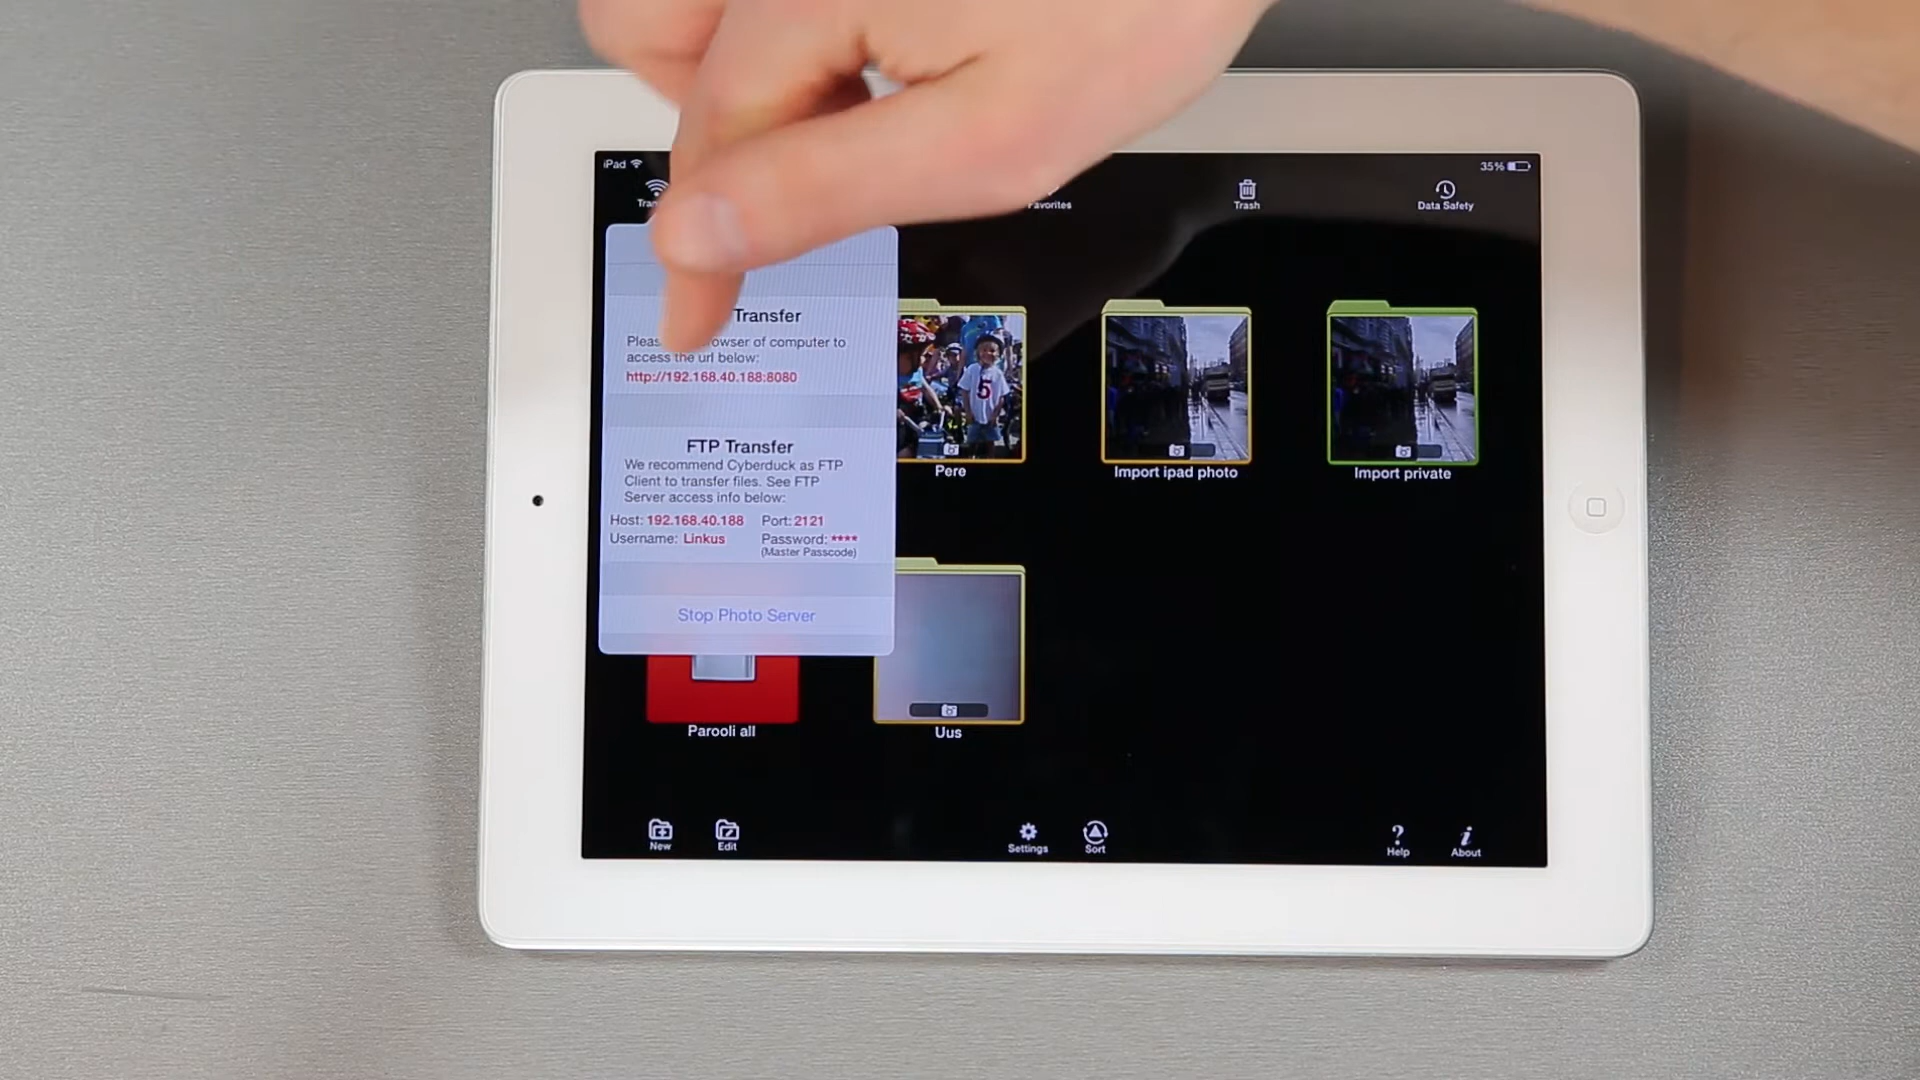 iPad
35%
Favorites
Trash
Data Safety
Transfer
of computer to
access the url below:
http://192.168.40.188:8080
FTP Transfer
We recommend Cyberduck as FTP
Client to transfer files. See FTP
Server access info below:
Host: 192.168.40.188 Port: 2121
Username: Linkus Password: ****
(Master Passcode)
Stop Photo Server
5
Pere
Import ipad photo
Import private
Parooli all
Uus
New
Edit
Settings
Sort
Help
About